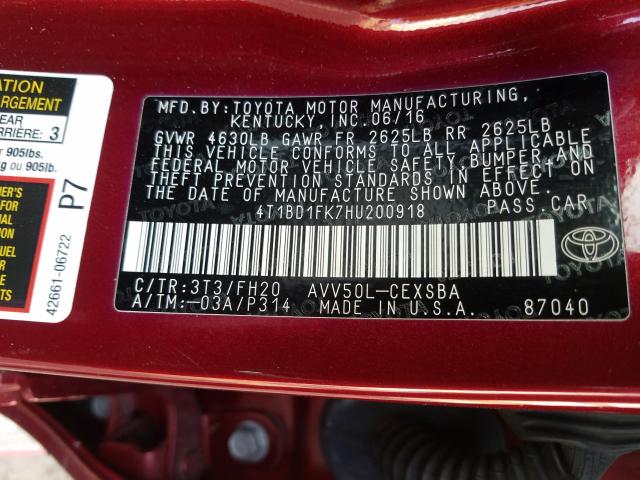 MFD.BY:TOYOTA MOTOR MANUFACTURING,
KENTUCKY, INC.06/16
GVWR 4630LB GAWR FR 2625LB RR 2625LB
THIS VEHICLE CONFORMS TO ALL APPLICABLE
FEDERAL MOTOR VEHICLE SAFETY, BUMPER,AND
THEFT PREVENTION STANDARDS IN EFFECT ON
THE DATE OF MANUFACTURE SHOWN ABOVE.
4T1BD1FK7HU200918 PASS.CAR
C/TR:3T3/FH20 AVV50L-CEXSBA
A/TM:-03A/P314 MADE IN U.S.A. 87040
TOYOTA
EAR
RRIÈRE: 3
r 905lbs.
g ou 905lb.
P7
42661-06722